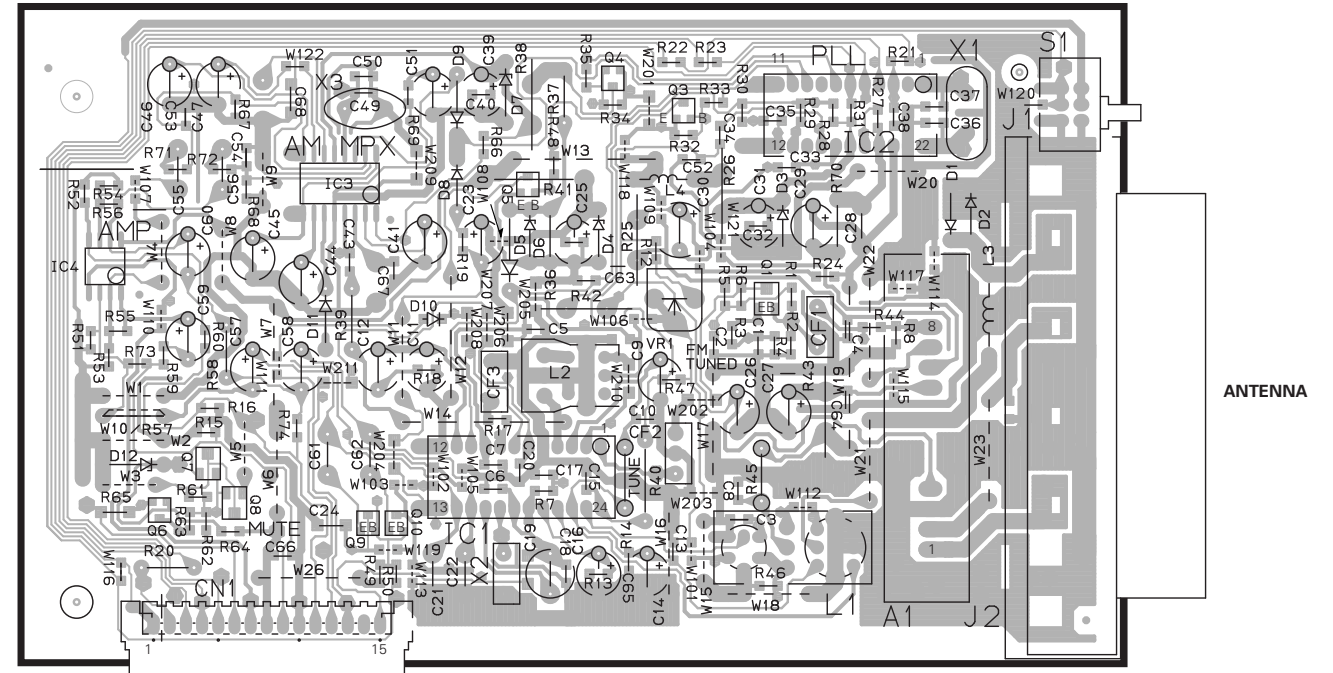 W122
C50
C51
D9
C39
R38
R35
Q4
W201
R22
R23
11
PLL
R21
1
X1
S1
X3
C49
C40
D7
R37
Q3
R33
R30
C37
W120
C46
C53
C47
R67
C68
R34
E
B
C35
R29
R31
R27
C38
C36
J1
R71
R72
C54
AM MPX
R69
R66
R48
W13
R32
C34
12
C33
R28
IC2
22
C52
R52
R54
W107
C55
C56
W9
IC3
W209
D8
W108
Q5
R41
W118
L4
R26
D3
R70
W20
D1
R56
C60
W8
R68
C45
C23
E B
C25
W109
C30
C31
C29
D2
AMP
W4
C43
C41
D5
D6
D4
R25
R12
W104
W121
C32
C28
IC4
C44
C67
R19
C63
R24
W22
W117
W114
L3
C59
W110
D11
R39
D10
W207
W205
R36
R42
R5
R6
Q1
R1
EB
R55
R51
R60
C57
W7
C58
C12
W11
C11
W208
W206
C5
W106
VR1
C2
R3
C1
R2
CF1
R44
8
R53
R73
R59
R58
W111
W211
R18
W12
CF3
L2
W210
C9
FM
TUNED
R4
C4
R8
W1
R47
C26
C27
R43
W19
W115
R16
R15
R74
W14
R17
C10
W202
C64
W10/R57
W2
W5
C61
C62
W204
12
W102
W105
C7
C6
C20
C17
C15
CF2
W17
D12
W3
Q7
W6
W103
R7
TUNE
R40
R45
W21
W23
R65
R61
Q8
13
24
W203
C8
W112
Q6
R63
MUTE
C24
EB
EB
Q10
IC1
C19
R14
W16
C13
C3
R62
R64
C66
Q9
W119
C18
C16
1
R20
W116
CN1
W26
R49
R50
W113
C22
C21
X2
R13
C65
C14
W101
W15
R46
W18
L1
A1
J2
1
15
ANTENNA